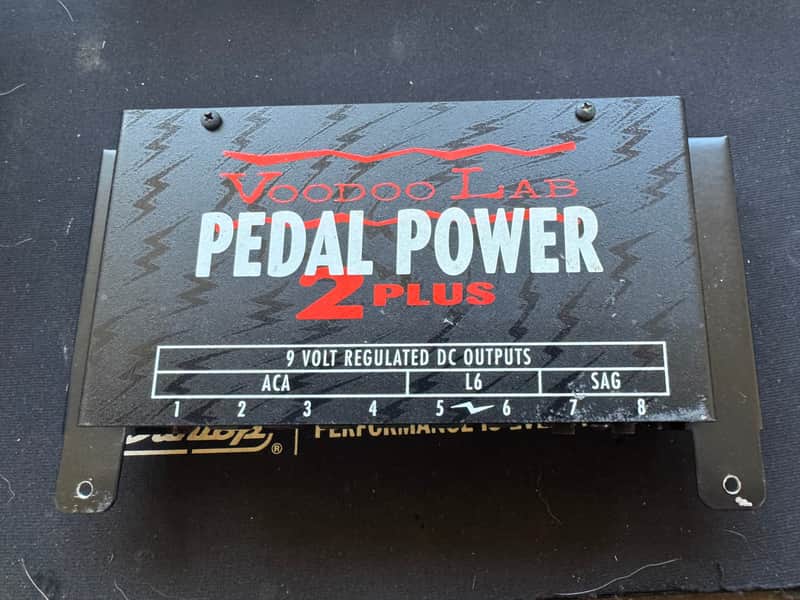 VOODOO LAB
PEDAL POWER
2 PLUS
9 VOLT REGULATED DC OUTPUTS
ACA L6 SAG
1 2 3 4 5 6 7 8
®
PERFORMANCE IS